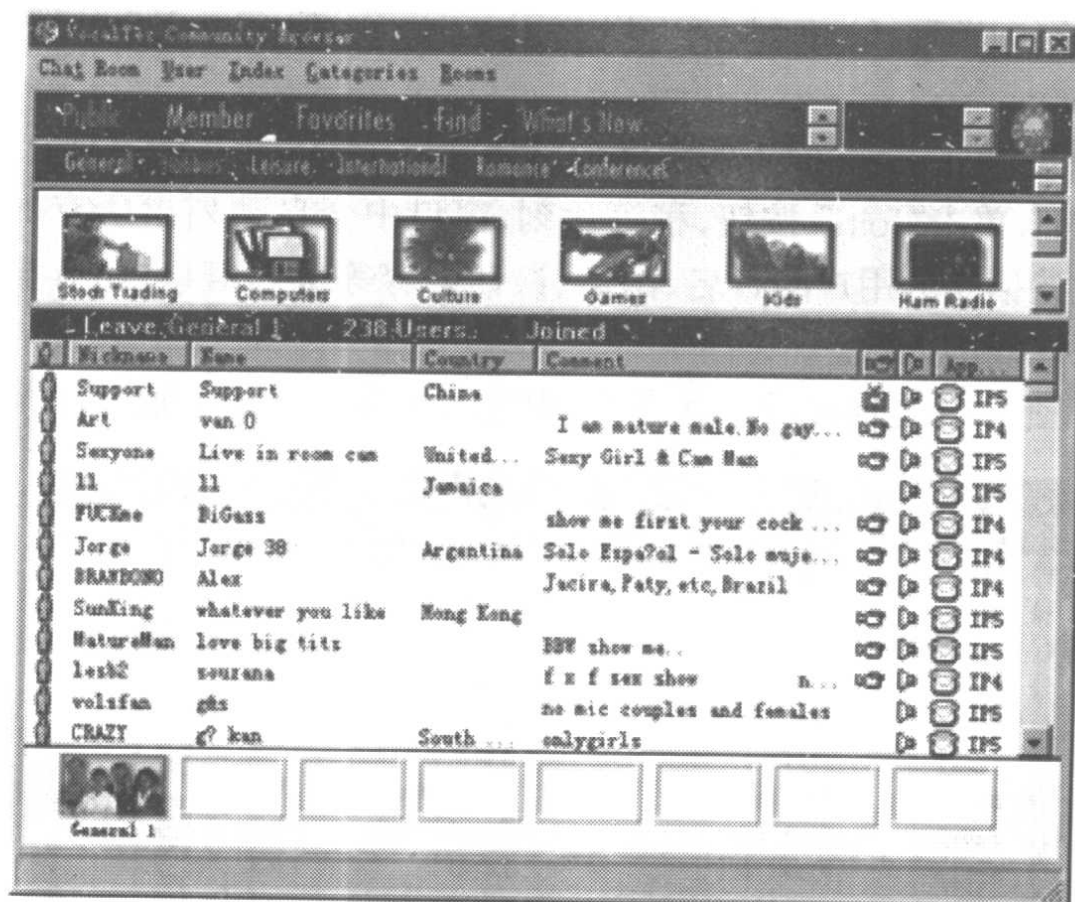 VocalTec Community Browser
Chat Room User Index Categories Rooms
Public Member Favorites Find What's New
General Leisure International Romance Conferences
Stock Trading Computers Culture Games Kids Ham Radio
Leave General 1 238 Users Joined
Nickname Name Country Comment App...
Support Support China IP5
Art van O I am mature male.No gay... IP4
Sexyone Live in room cam United... Sexy Girl & Cam Man IP5
11 11 Jamaica IP5
FUCKme BiGass show me first your cock ... IP4
Jorge Jorge 38 Argentina Solo Espa?ol - Solo muje... IP4
BRANDONO Alex Jacira,Paty,etc,Brazil IP4
SunKing whatever you like Hong Kong IP5
MatureMan love big tits BBW show me.. IP5
lesb2 sourana f x f sex show n... IP4
volsfan no mic couples and females IP5
CRAZY g? kan South ... onlygirls IP5
General 1